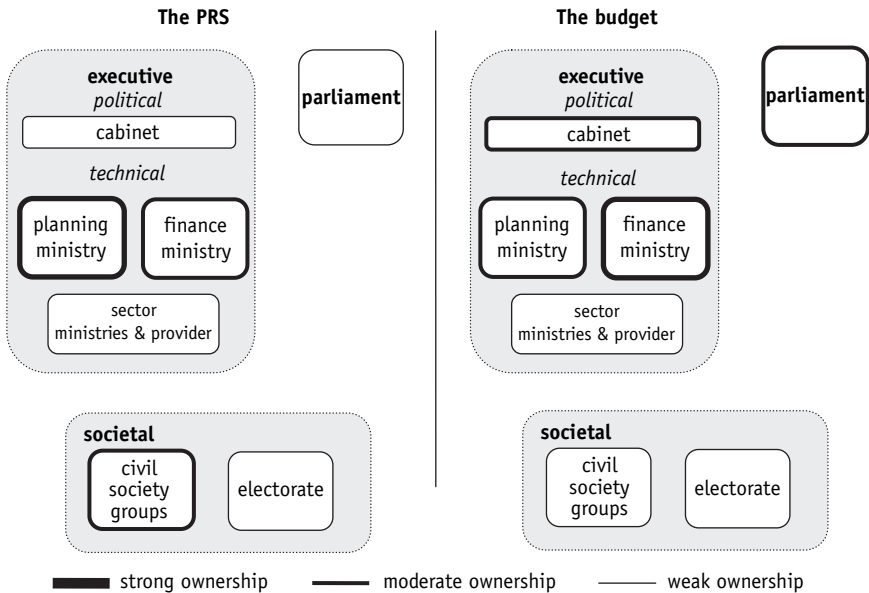 The PRS
executive
political
cabinet
technical
planning
ministry
finance
ministry
sector
ministries & provider
parliament
societal
civil
society
groups
electorate
The budget
executive
political
cabinet
technical
planning
ministry
finance
ministry
sector
ministries & provider
parliament
societal
civil
society
groups
electorate
strong ownership
moderate ownership
weak ownership